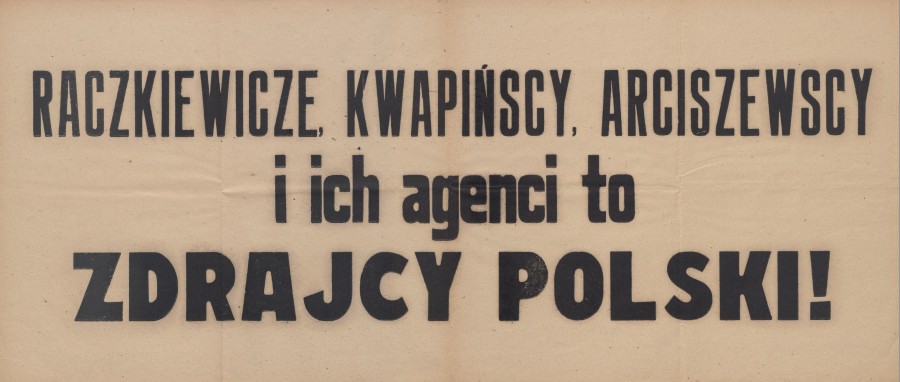 RACZKIEWICZE, KWAPIŃSCY, ARCISZEWSCY
i ich agenci to
ZDRAJCY POLSKI!